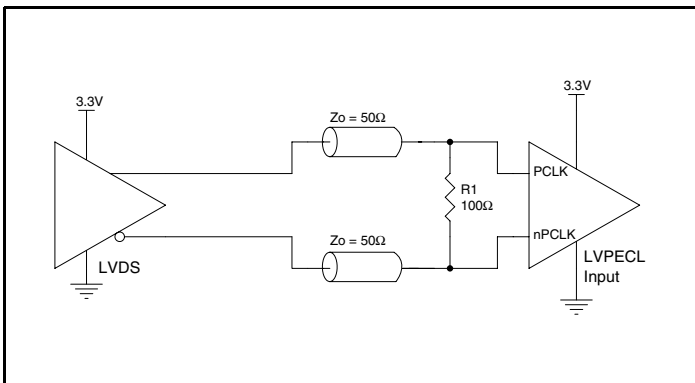 3.3V
3.3V
Zo = 50Ω
PCLK
R1
100Ω
Zo = 50Ω
nPCLK
LVDS
LVPECL
Input